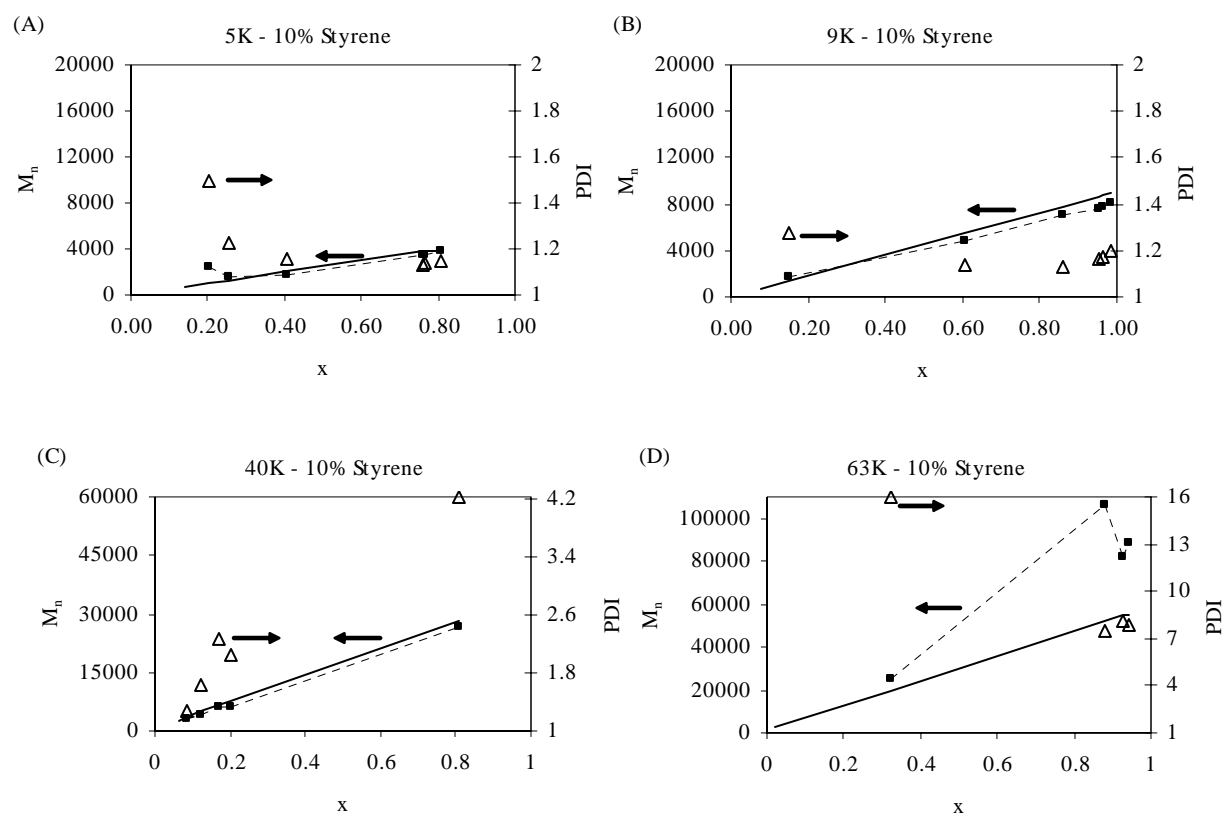 (A)
5K - 10% Styrene
20000
16000
12000
8000
4000
0
M_n
2
1.8
1.6
1.4
1.2
1
PDI
0.00 0.20 0.40 0.60 0.80 1.00
x
(B)
9K - 10% Styrene
20000
16000
12000
8000
4000
0
M_n
2
1.8
1.6
1.4
1.2
1
PDI
0.00 0.20 0.40 0.60 0.80 1.00
x
(C)
40K - 10% Styrene
60000
45000
30000
15000
0
M_n
4.2
3.4
2.6
1.8
1
PDI
0 0.2 0.4 0.6 0.8 1
x
(D)
63K - 10% Styrene
100000
80000
60000
40000
20000
0
M_n
16
13
10
7
4
1
PDI
0 0.2 0.4 0.6 0.8 1
x